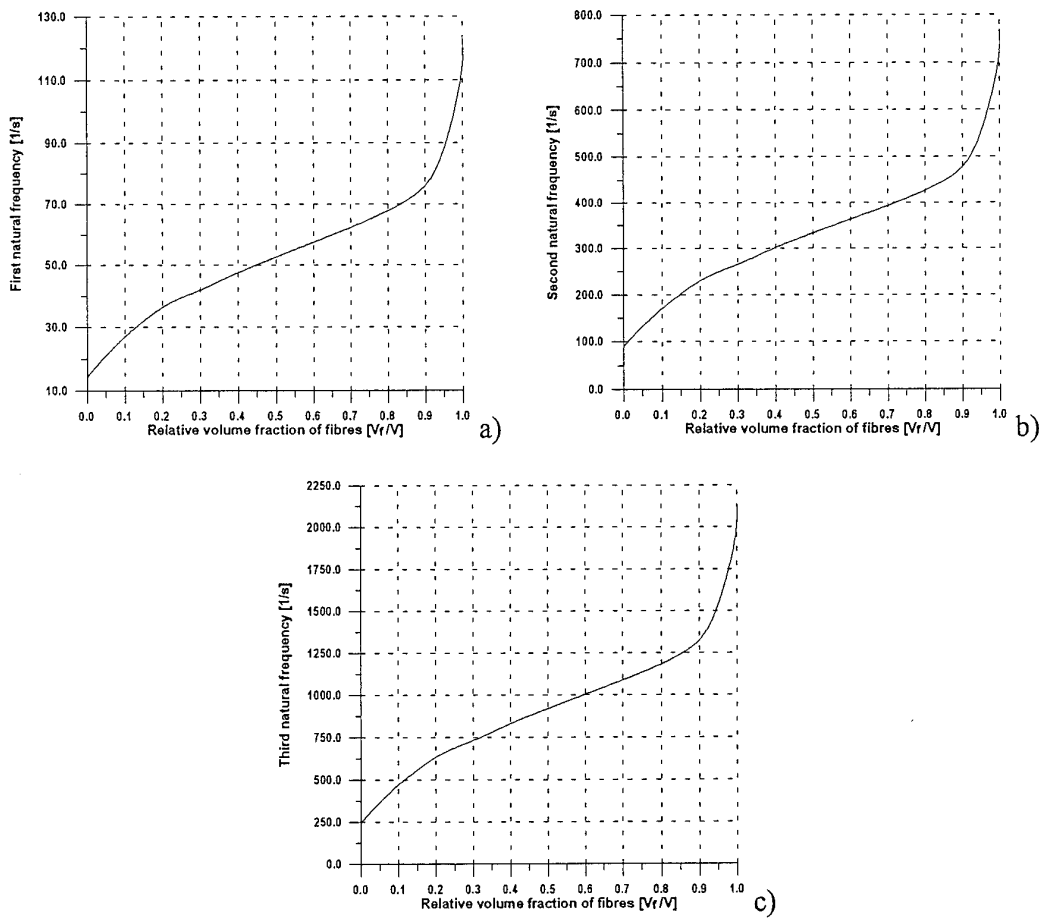 130.0
110.0
90.0
70.0
50.0
30.0
10.0
First natural frequency [1/s]
0.0 0.1 0.2 0.3 0.4 0.5 0.6 0.7 0.8 0.9 1.0
Relative volume fraction of fibres [Vf/V]
a)
800.0
700.0
600.0
500.0
400.0
300.0
200.0
100.0
0.0
Second natural frequency [1/s]
0.0 0.1 0.2 0.3 0.4 0.5 0.6 0.7 0.8 0.9 1.0
Relative volume fraction of fibres [Vf/V]
b)
2250.0
2000.0
1750.0
1500.0
1250.0
1000.0
750.0
500.0
250.0
0.0
Third natural frequency [1/s]
0.0 0.1 0.2 0.3 0.4 0.5 0.6 0.7 0.8 0.9 1.0
Relative volume fraction of fibres [Vf/V]
c)